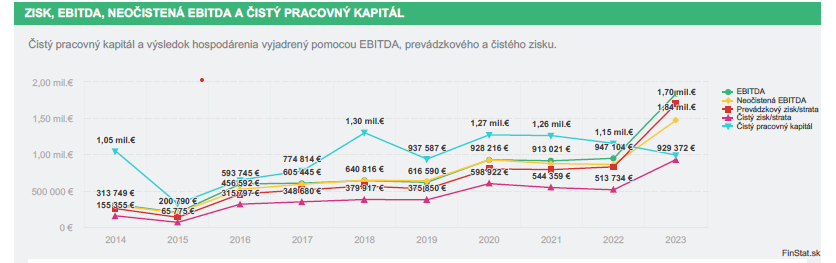 ZISK, EBITDA, NEOČISTENÁ EBITDA A ČISTÝ PRACOVNÝ KAPITÁL
Čistý pracovný kapitál a výsledok hospodárenia vyjadrený pomocou EBITDA, prevádzkového a čistého zisku.
2,00 mil.€
1,50 mil.€
1,00 mil.€
500 000 €
0 €
1,05 mil.€
313 749 €
155 355 €
200 790 €
65 775 €
593 745 €
456 592 €
315 797 €
774 814 €
605 445 €
348 680 €
1,30 mil.€
640 816 €
379 917 €
937 587 €
616 590 €
375 850 €
1,27 mil.€
928 216 €
598 922 €
1,26 mil.€
913 021 €
544 359 €
1,15 mil.€
947 104 €
513 734 €
1,70 mil.€
1,84 mil.€
929 372 €
2014 2015 2016 2017 2018 2019 2020 2021 2022 2023
EBITDA
Neočistená EBITDA
Prevádzkový zisk/strata
Čistý zisk/strata
Čistý pracovný kapitál
FinStat.sk